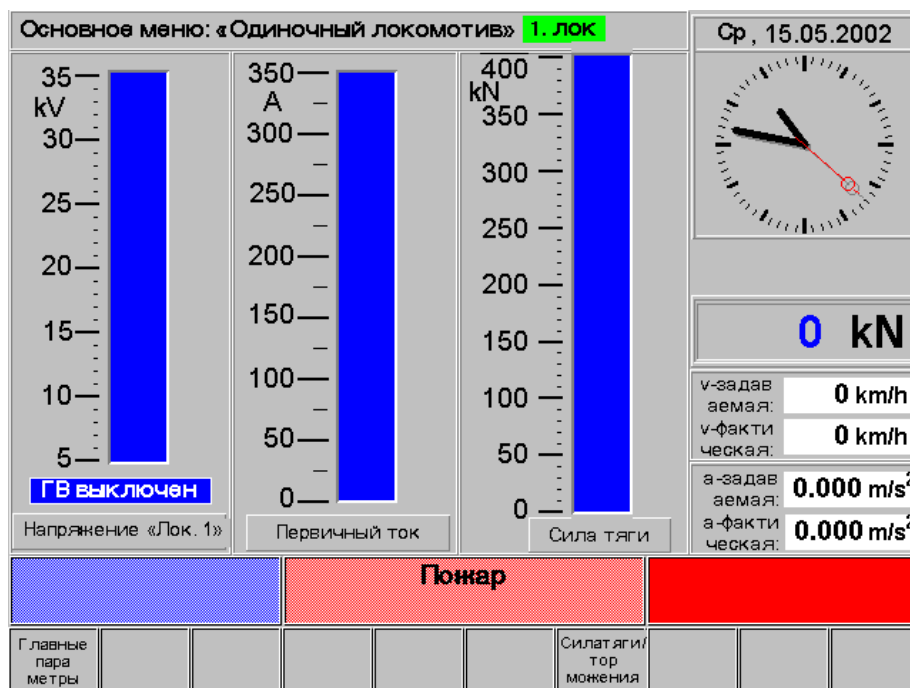 Основное меню: «Одиночный локомотив» 1. лок
Ср, 15.05.2002
35
kV
30
25
20
15
10
5
ГВ выключен
Напряжение «Лок. 1»
350
A
300
250
200
150
100
50
0
Первичный ток
400
kN
350
300
250
200
150
100
50
0
Сила тяги
0 kN
v-задав
аемая:
0 km/h
v-факти
ческая:
0 km/h
а-задав
аемая:
0.000 m/s²
а-факти
ческая:
0.000 m/s²
Пожар
Главные
пара
метры
Силатяги/
тор
можения